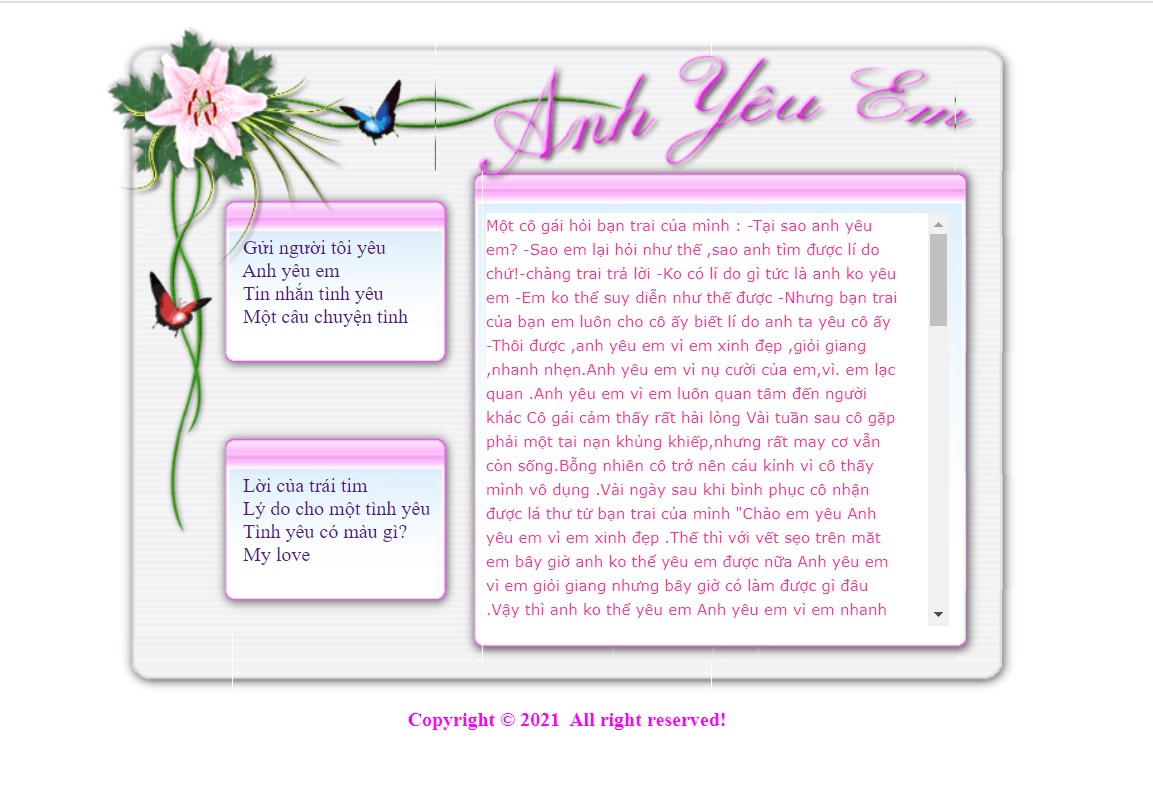 Anh Yêu Em
Gửi người tôi yêu
Anh yêu em
Tin nhắn tình yêu
Một câu chuyện tình
Lời của trái tim
Lý do cho một tình yêu
Tình yêu có màu gì?
My love
Một cô gái hỏi bạn trai của mình : -Tại sao anh yêu
em? -Sao em lại hỏi như thế ,sao anh tìm được lí do
chứ!-chàng trai trả lời -Ko có lí do gì tức là anh ko yêu
em -Em ko thể suy diễn như thế được -Nhưng bạn trai
của bạn em luôn cho cô ấy biết lí do anh ta yêu cô ấy
-Thôi được ,anh yêu em vì em xinh đẹp ,giỏi giang
,nhanh nhẹn.Anh yêu em vì nụ cười của em,vì. em lạc
quan .Anh yêu em vì em luôn quan tâm đến người
khác Cô gái cảm thấy rất hài lòng Vài tuần sau cô gặp
phải một tai nạn khủng khiếp,nhưng rất may cơ vẫn
còn sống.Bỗng nhiên cô trở nên cáu kỉnh vì cô thấy
mình vô dụng .Vài ngày sau khi bình phục cô nhận
được lá thư từ bạn trai của mình "Chào em yêu Anh
yêu em vì em xinh đẹp .Thế thì với vết sẹo trên măt
em bây giờ anh ko thể yêu em được nữa Anh yêu em
vì em giỏi giang nhưng bây giờ có làm được gì đâu
.Vậy thì anh ko thể yêu em Anh yêu em vì em nhanh
Copyright © 2021 All right reserved!